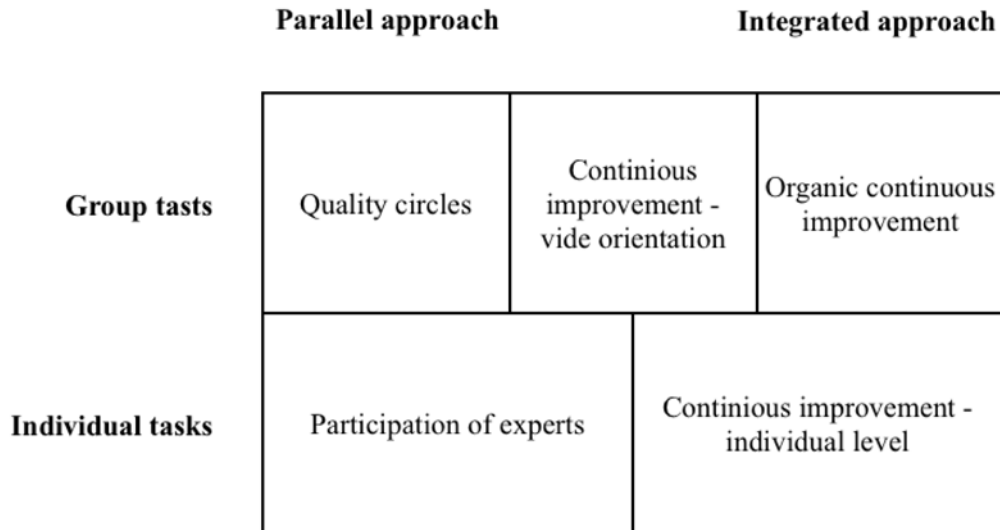 Parallel approach Integrated approach
Group tasts
Quality circles
Continious
improvement -
vide orientation
Organic continuous
improvement
Individual tasks
Participation of experts
Continious improvement -
individual level